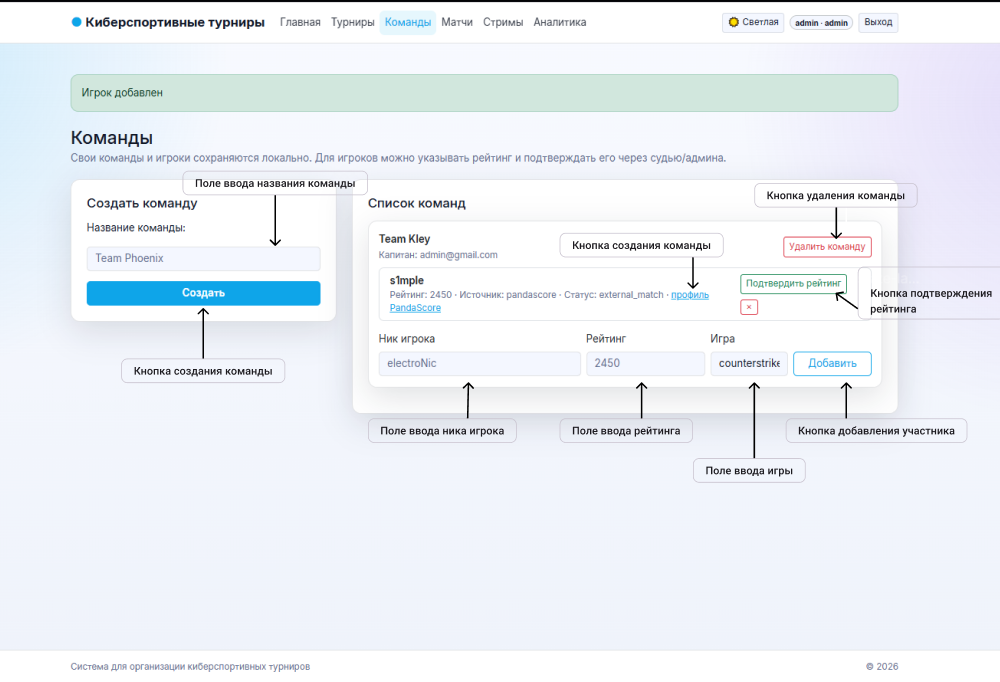 Киберспортивные турниры Главная Турниры Команды Матчи Стримы Аналитика Светлая admin · admin Выход
Игрок добавлен
Команды
Свои команды и игроки сохраняются локально. Для игроков можно указывать рейтинг и подтверждать его через судью/админа.
Поле ввода названия команды
Создать команду
Название команды:
Team Phoenix
Создать
Кнопка создания команды
Список команд
Кнопка удаления команды
Team Kley
Капитан: admin@gmail.com
Кнопка создания команды
Удалить команду
s1mple
Рейтинг: 2450 · Источник: pandascore · Статус: external_match · профиль
PandaScore
Подтвердить рейтинг
×
Кнопка подтверждения
рейтинга
Ник игрока Рейтинг Игра
electroNic 2450 counterstrike Добавить
Поле ввода ника игрока
Поле ввода рейтинга
Кнопка добавления участника
Поле ввода игры
Система для организации киберспортивных турниров © 2026